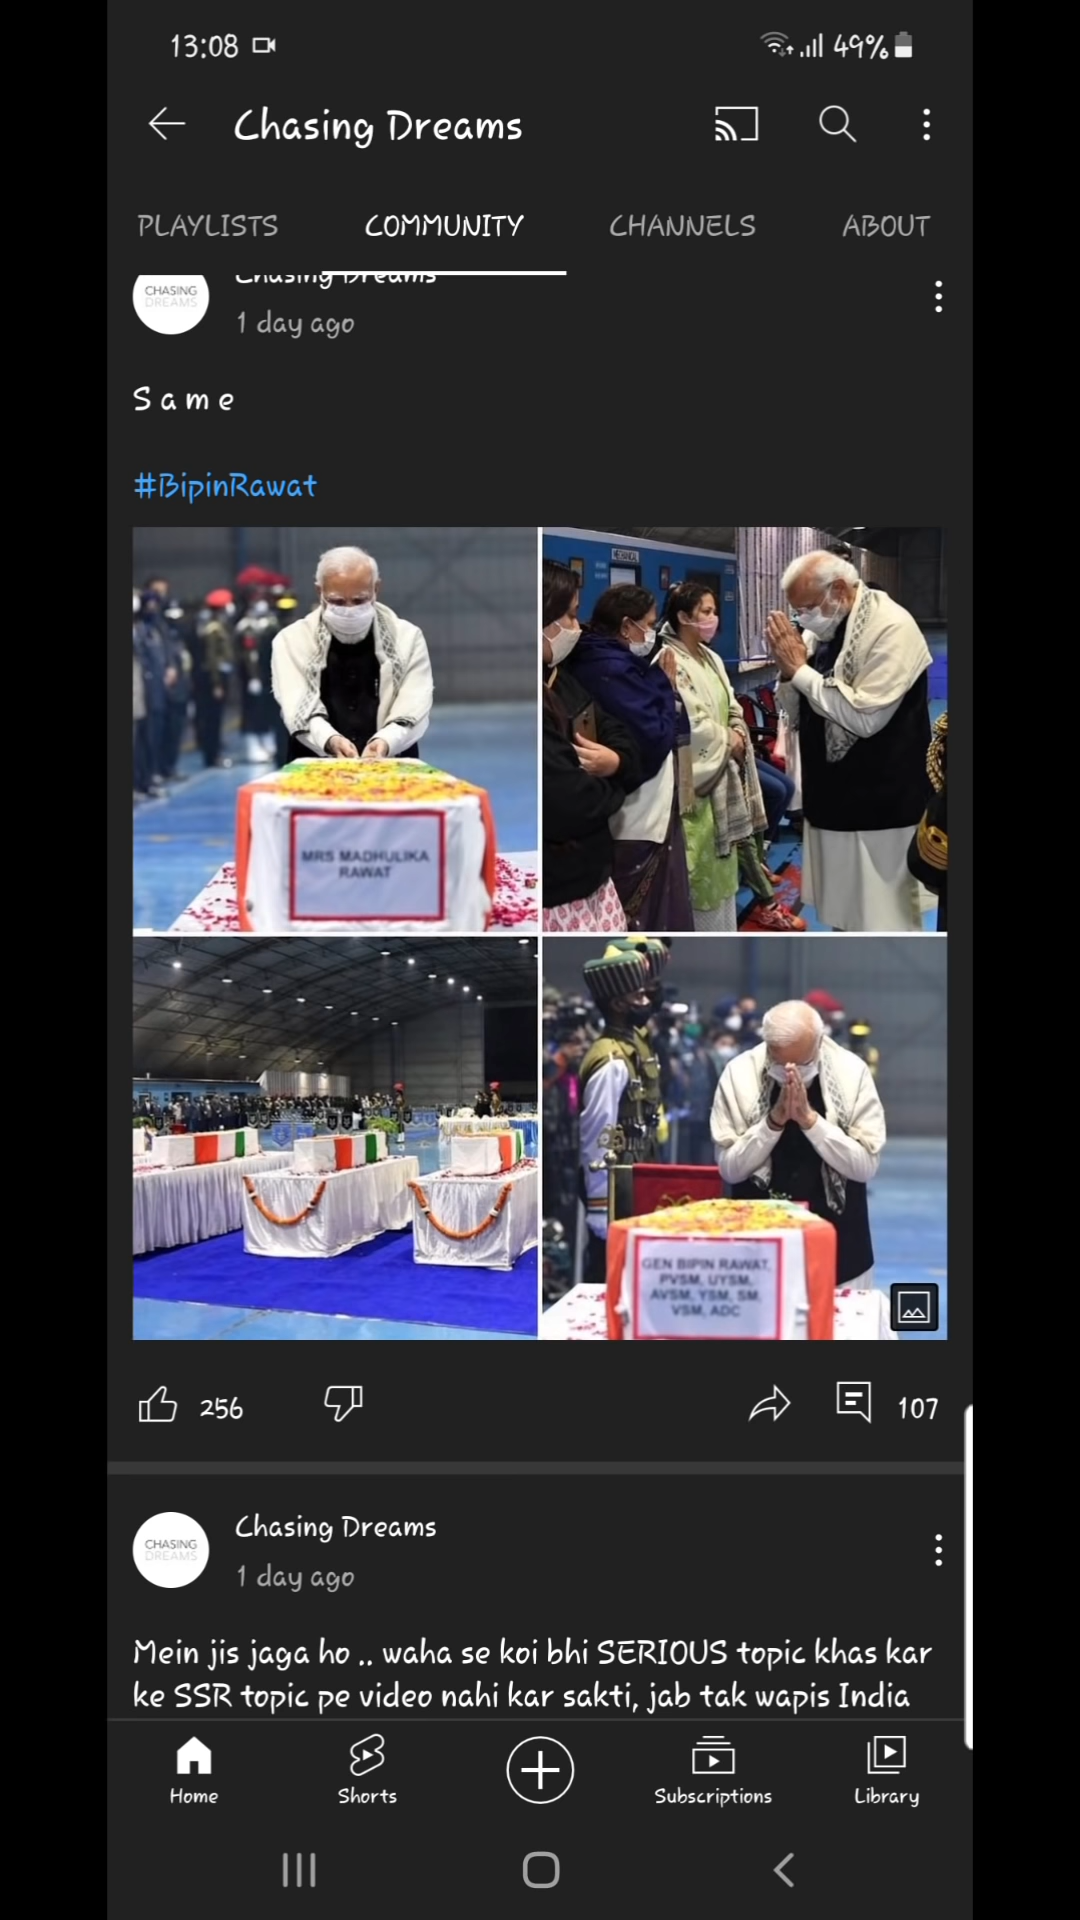 13:08
49%
Chasing Dreams
PLAYLISTS
COMMUNITY
CHANNELS
ABOUT
CHASING
DREAMS
Chasing Dreams
1 day ago
S a m e
#BipinRawat
MECHANICAL
MRS MADHULIKA
RAWAT
GEN BIPIN RAWAT,
PVSM, UYSM,
AVSM, YSM, SM,
VSM, ADC
256
107
CHASING
DREAMS
Chasing Dreams
1 day ago
Mein jis jaga ho .. waha se koi bhi SERIOUS topic khas kar
ke SSR topic pe video nahi kar sakti, jab tak wapis India
Home
Shorts
Subscriptions
Library